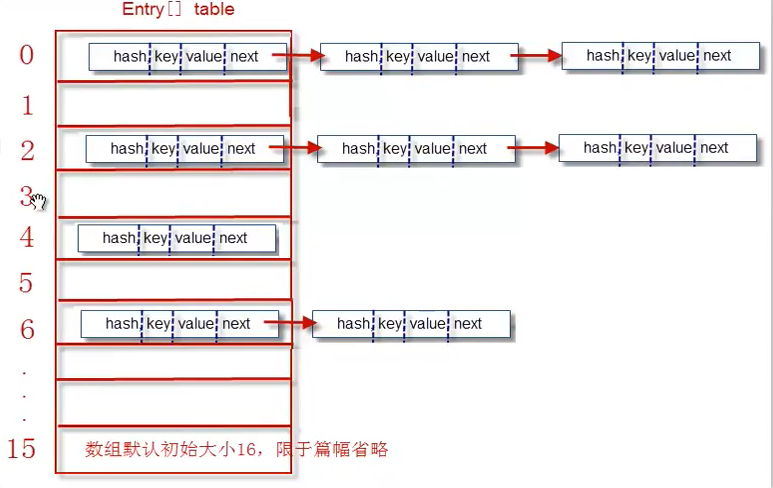 Entry[] table
0 hash key value next hash key value next hash key value next
1
2 hash key value next hash key value next hash key value next
3
4 hash key value next
5
6 hash key value next hash key value next
.
.
.
15 数组默认初始大小16，限于篇幅省略